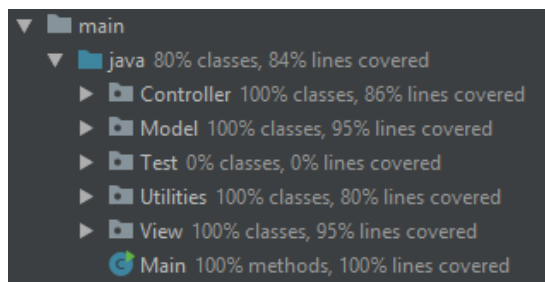 main
java 80% classes, 84% lines covered
Controller 100% classes, 86% lines covered
Model 100% classes, 95% lines covered
Test 0% classes, 0% lines covered
Utilities 100% classes, 80% lines covered
View 100% classes, 95% lines covered
Main 100% methods, 100% lines covered